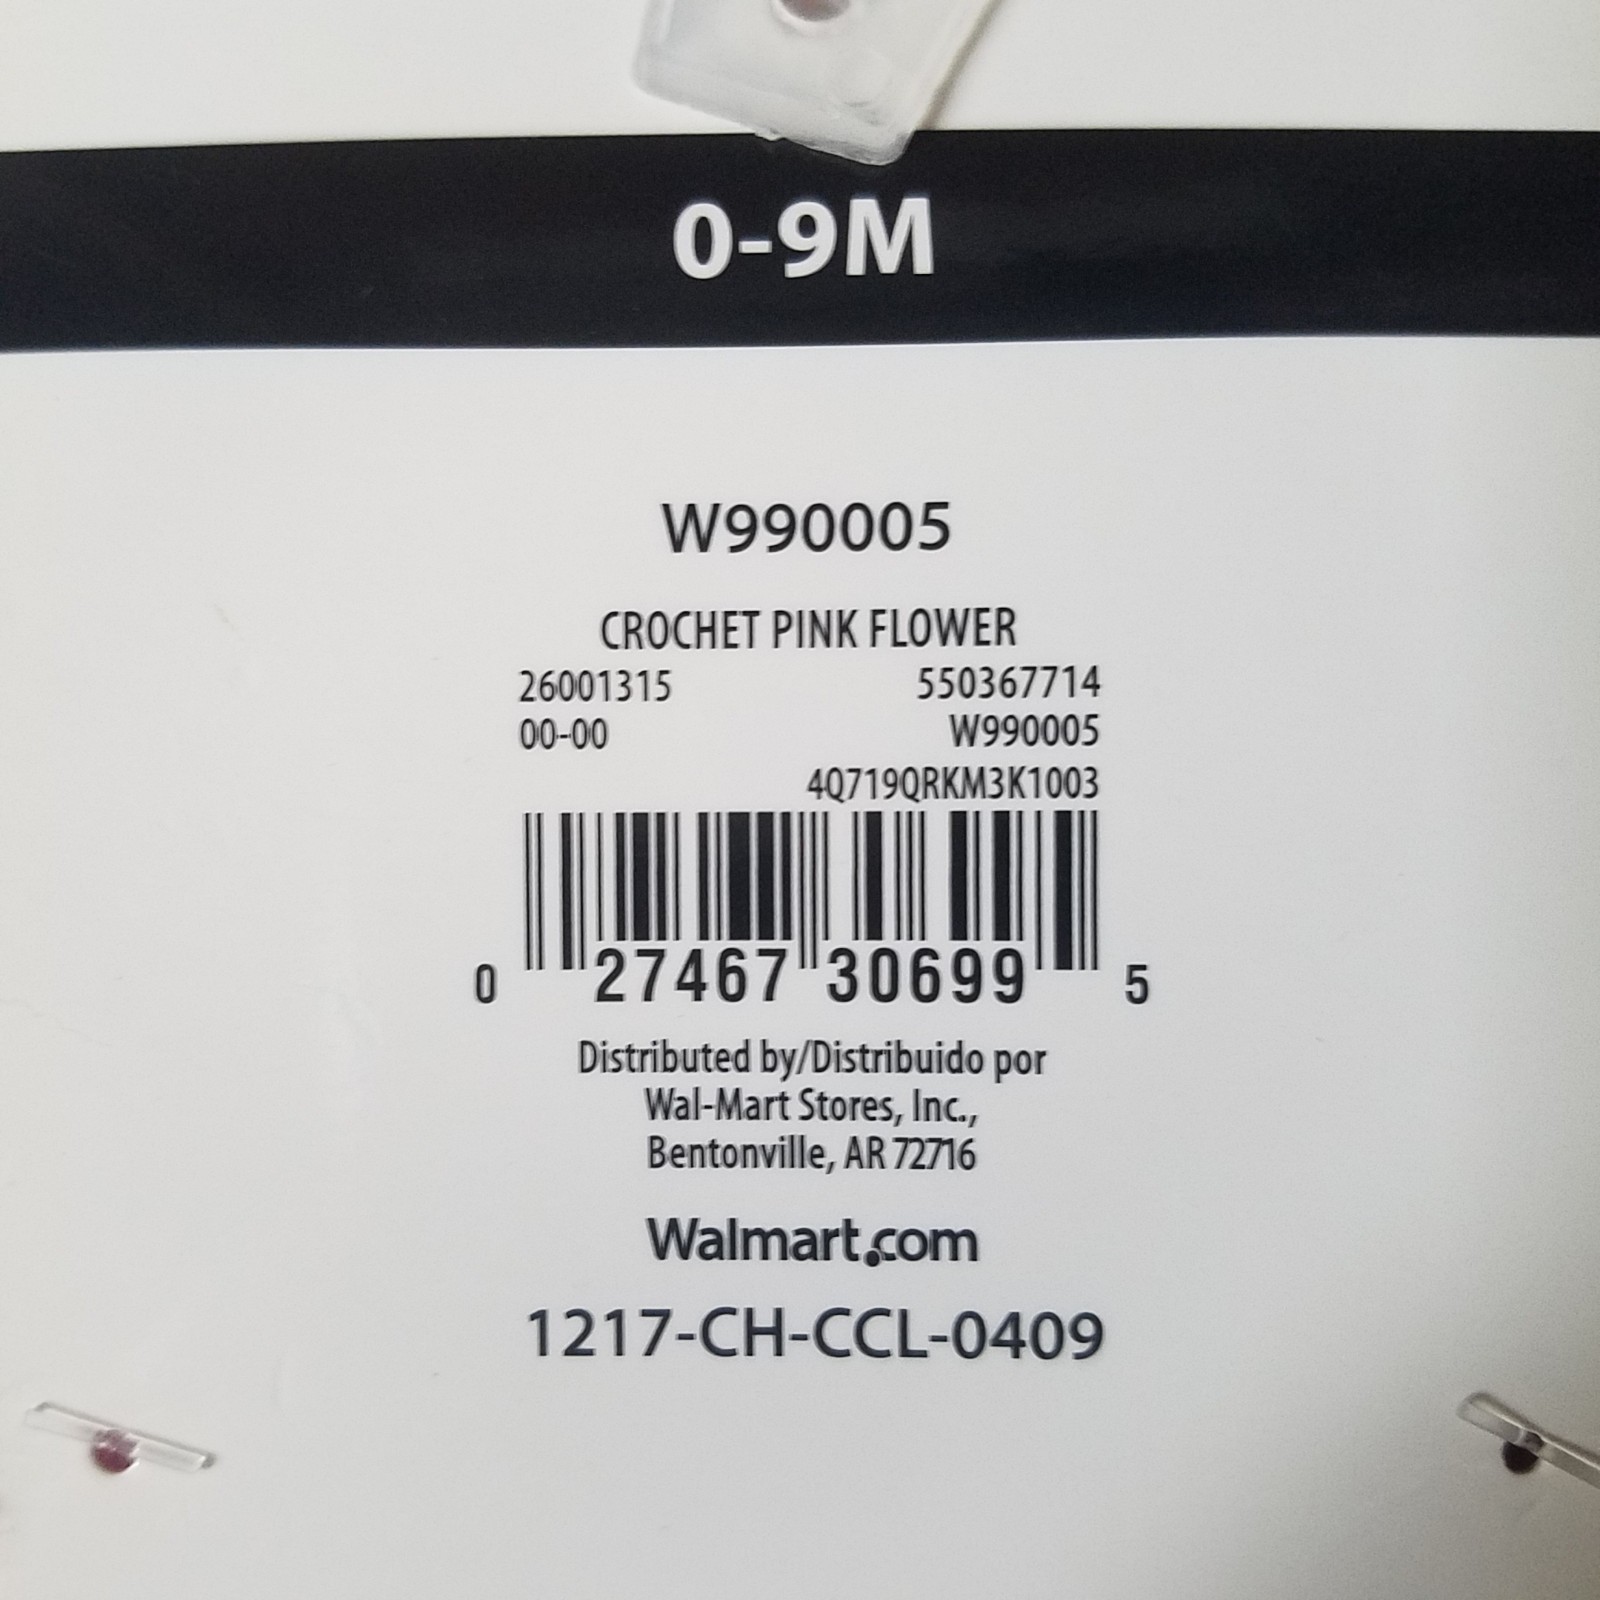 0-9M
W990005
CROCHET PINK FLOWER
26001315 550367714
00-00 W990005
4Q719QRKM3K1003
0 27467 30699 5
Distributed by/Distribuido por
Wal-Mart Stores, Inc.,
Bentonville, AR 72716
Walmart.com
1217-CH-CCL-0409